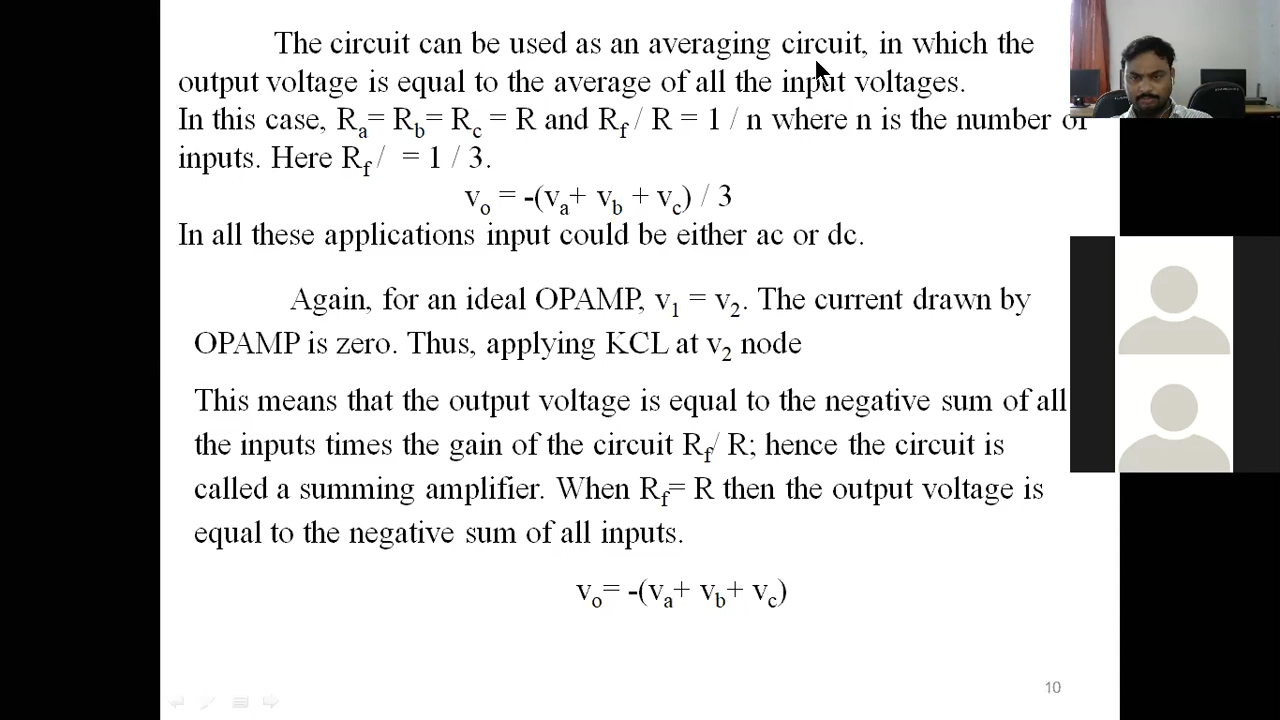 The circuit can be used as an averaging circuit, in which the
output voltage is equal to the average of all the input voltages.
In this case, Ra= Rb= Rc = R and Rf / R = 1 / n where n is the number of
inputs. Here Rf /  = 1 / 3.
vo = -(va+ vb + vc) / 3
In all these applications input could be either ac or dc.
Again, for an ideal OPAMP, v1 = v2. The current drawn by
OPAMP is zero. Thus, applying KCL at v2 node
This means that the output voltage is equal to the negative sum of all
the inputs times the gain of the circuit Rf/ R; hence the circuit is
called a summing amplifier. When Rf= R then the output voltage is
equal to the negative sum of all inputs.
vo= -(va+ vb+ vc)
10